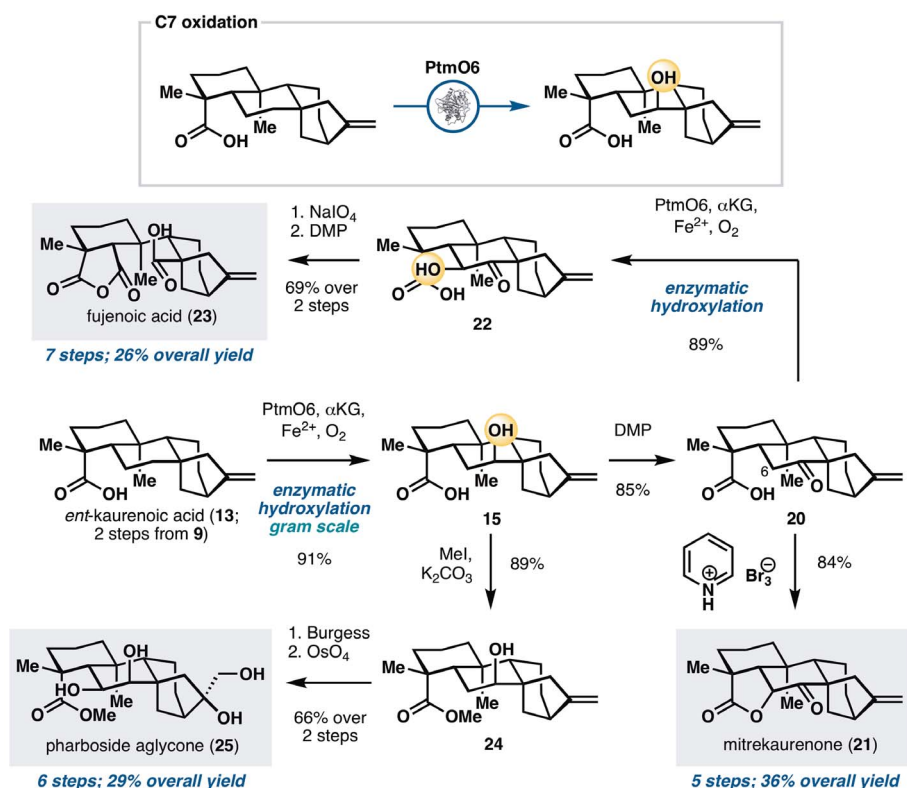 C7 oxidation
PtmO6
Me
O
OH
Me
OH
Me
O
OH
Me
PtmO6, αKG,
Fe²⁺, O₂
1. NaIO₄
2. DMP
69% over
2 steps
OH
Me
Me
O
O
O
O
fujenoic acid (23)
7 steps; 26% overall yield
Me
HO
O
OH
Me
O
22
enzymatic
hydroxylation
89%
PtmO6, αKG,
Fe²⁺, O₂
Me
O
OH
Me
ent-kaurenoic acid (13;
2 steps from 9)
enzymatic
hydroxylation
gram scale
91%
OH
Me
O
OH
Me
15
DMP
85%
Me
6
O
OH
Me
O
20
MeI,
K₂CO₃
89%
N
H
+
Br₃
−
84%
1. Burgess
2. OsO₄
66% over
2 steps
OH
Me
HO
O
OMe
Me
OH
OH
pharboside aglycone (25)
6 steps; 29% overall yield
OH
Me
O
OMe
Me
24
Me
O
O
Me
O
mitrekaurenone (21)
5 steps; 36% overall yield